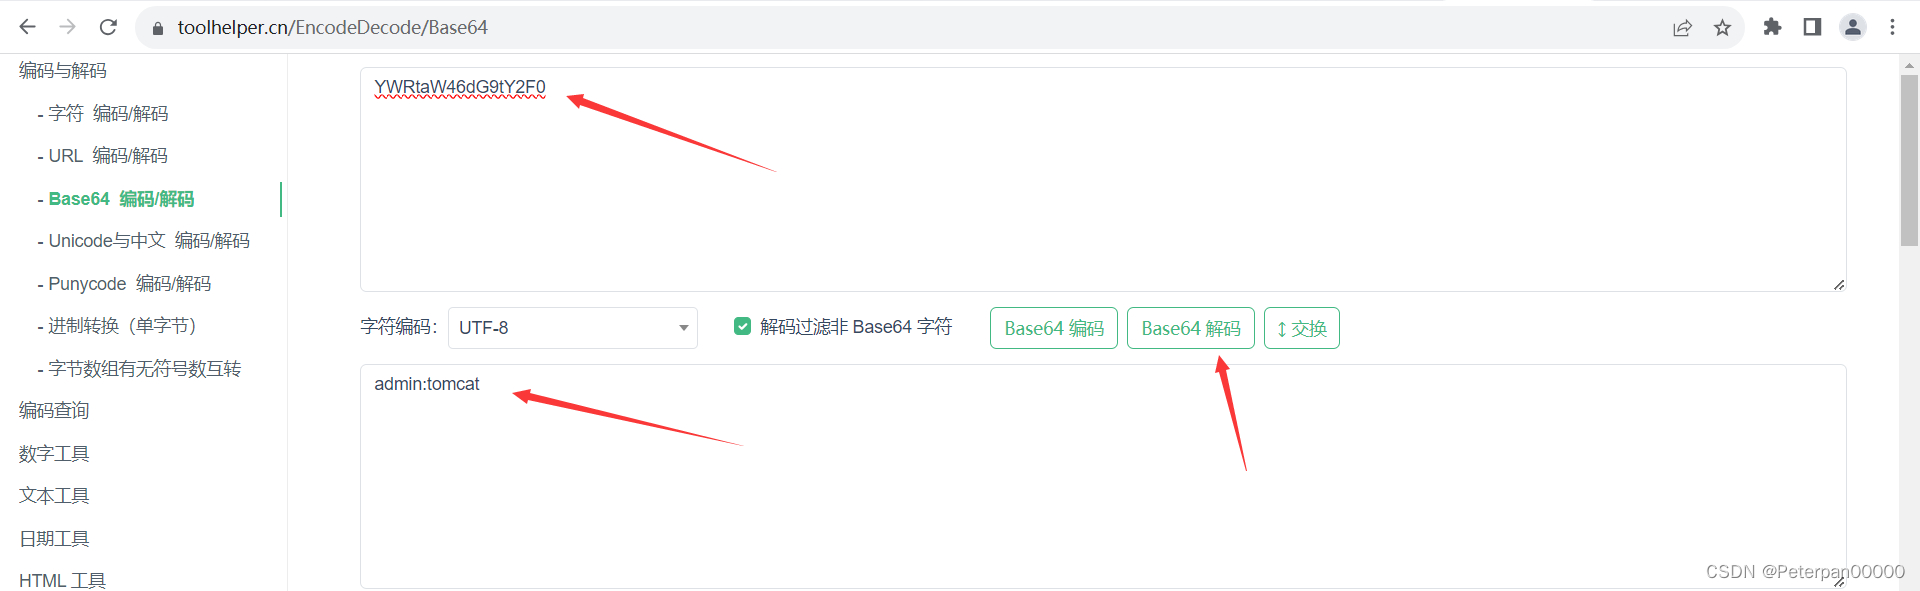 toolhelper.cn/EncodeDecode/Base64
编码与解码
- 字符 编码/解码
- URL 编码/解码
- Base64 编码/解码
- Unicode与中文 编码/解码
- Punycode 编码/解码
- 进制转换（单字节）
- 字节数组有无符号数互转
编码查询
数字工具
文本工具
日期工具
HTML 工具
YWRtaW46dG9tY2F0
字符编码： UTF-8 解码过滤非 Base64 字符 Base64 编码 Base64 解码 ↕ 交换
admin:tomcat
CSDN @Peterpan00000